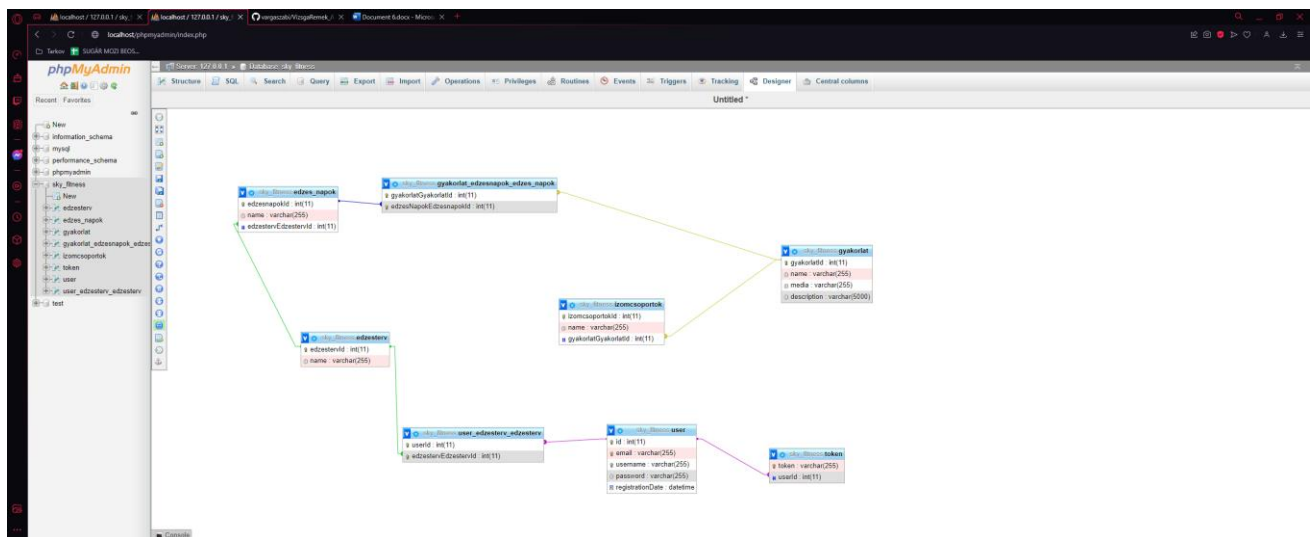 localhost / 127.0.0.1 / sky_f
localhost / 127.0.0.1 / sky_f
Document 6.docx - Micros
localhost/phpmyadmin/index.php
Tarkov
SUGÁR MOZI BEOS...
phpMyAdmin
Recent Favorites
New
information_schema
mysql
performance_schema
phpmyadmin
sky_fitness
New
edzesterv
edzes_napok
gyakorlat
gyakorlat_edzesnapok_edzes
izomcsoportok
token
user
user_edzesterv_edzesterv
test
Server: 127.0.0.1 » Database: sky_fitness
Structure SQL Search Query Export Import Operations Privileges Routines Events Triggers Tracking Designer Central columns
Untitled *
sky_fitness edzes_napok
edzesnapokId : int(11)
name : varchar(255)
edzestervEdzestervId : int(11)
sky_fitness gyakorlat_edzesnapok_edzes_napok
gyakorlatGyakorlatId : int(11)
edzesNapokEdzesnapokId : int(11)
sky_fitness gyakorlat
gyakorlatId : int(11)
name : varchar(255)
media : varchar(255)
description : varchar(5000)
sky_fitness izomcsoportok
izomcsoportokId : int(11)
name : varchar(255)
gyakorlatGyakorlatId : int(11)
sky_fitness edzesterv
edzestervId : int(11)
name : varchar(255)
sky_fitness user_edzesterv_edzesterv
userId : int(11)
edzestervEdzestervId : int(11)
sky_fitness user
id : int(11)
email : varchar(255)
username : varchar(255)
password : varchar(255)
registrationDate : datetime
sky_fitness token
token : varchar(255)
userId : int(11)
Console